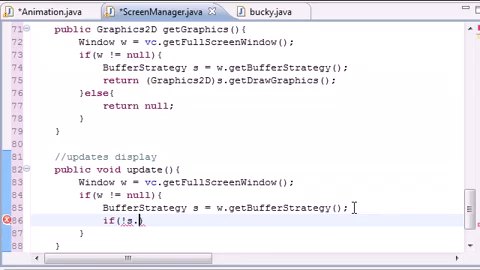 *Animation.java
*ScreenManager.java
bucky.java
71 public Graphics2D getGraphics(){
72 Window w = vc.getFullScreenWindow();
73 if(w != null){
74 BufferStrategy s = w.getBufferStrategy();
75 return (Graphics2D)s.getDrawGraphics();
76 }else{
77 return null;
78 }
79 }
80
81 //updates display
82 public void update(){
83 Window w = vc.getFullScreenWindow();
84 if(w != null){
85 BufferStrategy s = w.getBufferStrategy();
86 if(!s.)
87 }
88 }